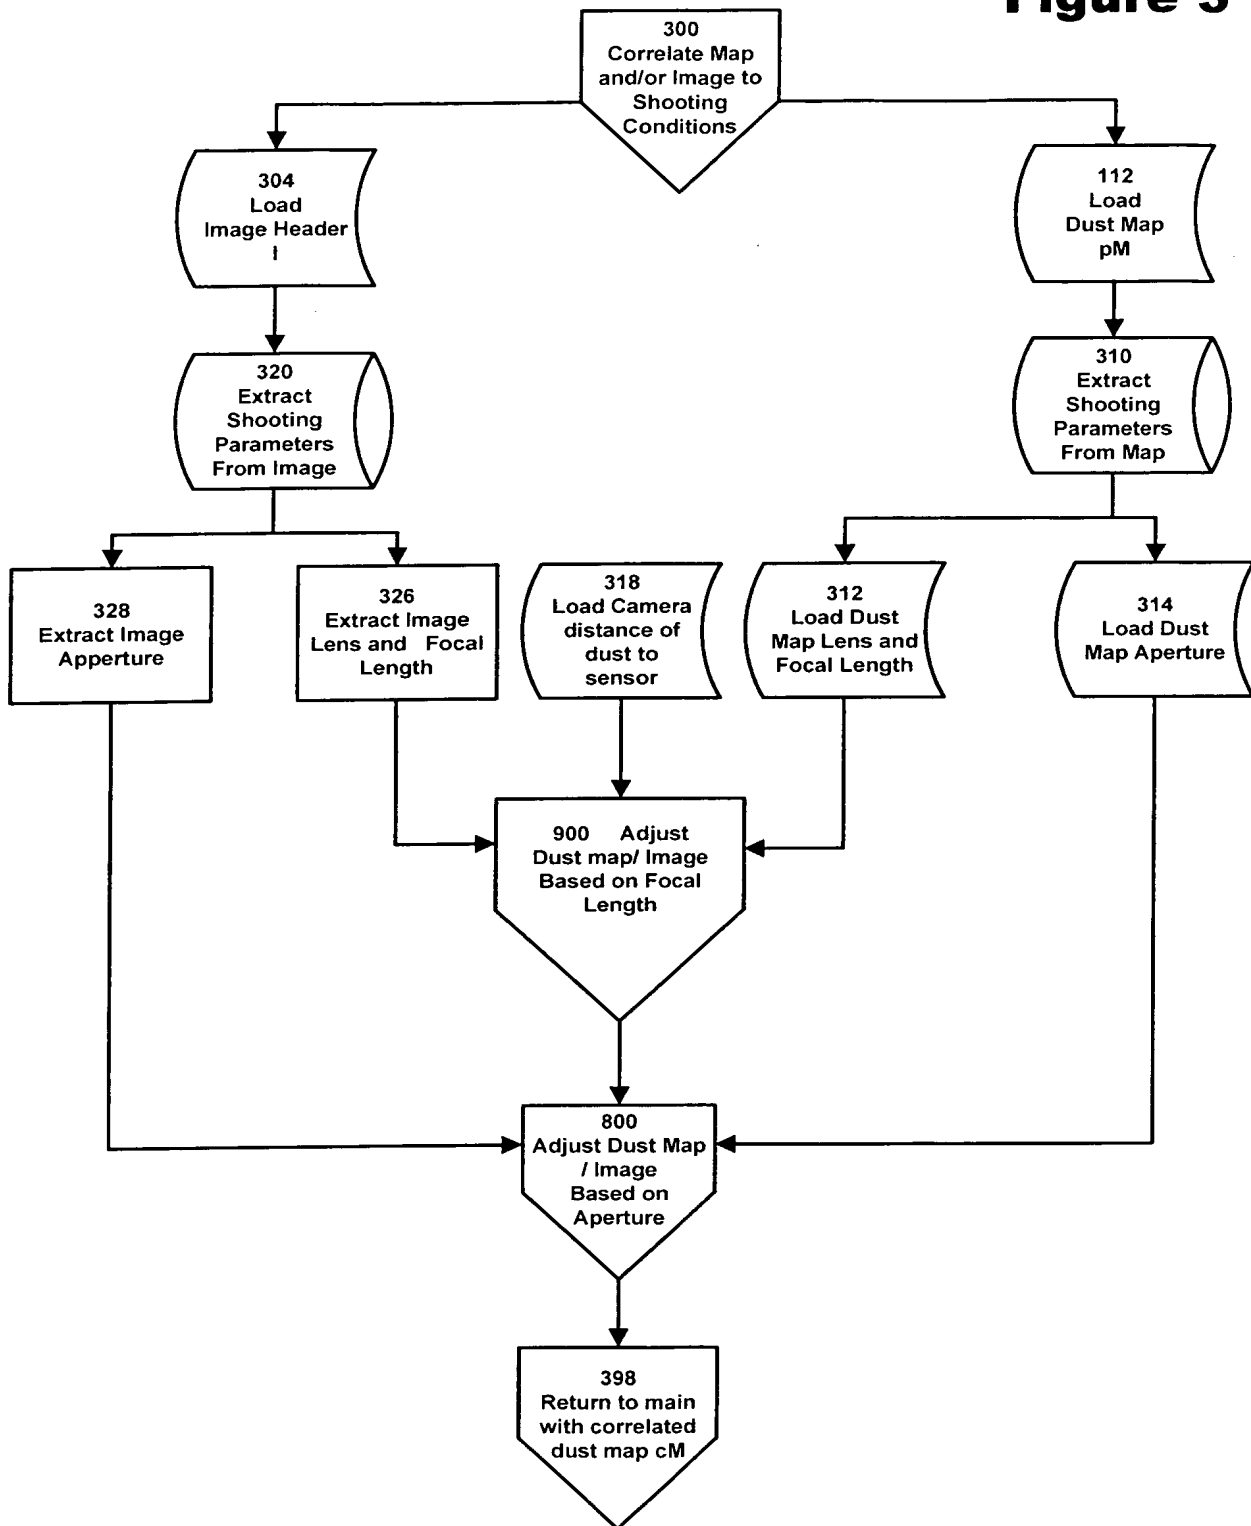 Figure 3
300
Correlate Map
and/or Image to
Shooting
Conditions
304
Load
Image Header
I
112
Load
Dust Map
pM
320
Extract
Shooting
Parameters
From Image
310
Extract
Shooting
Parameters
From Map
328
Extract Image
Apperture
326
Extract Image
Lens and Focal
Length
318
Load Camera
distance of
dust to
sensor
312
Load Dust
Map Lens and
Focal Length
314
Load Dust
Map Aperture
900 Adjust
Dust map/ Image
Based on Focal
Length
800
Adjust Dust Map
/ Image
Based on
Aperture
398
Return to main
with correlated
dust map cM